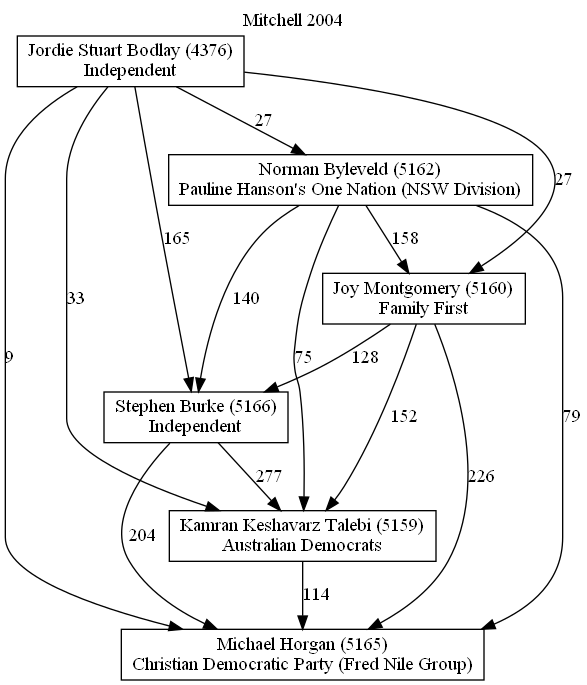 Mitchell 2004
Jordie Stuart Bodlay (4376)
Independent
27
Norman Byleveld (5162)
Pauline Hanson's One Nation (NSW Division)
27
165
158
33
140
Joy Montgomery (5160)
Family First
9
75
128
Stephen Burke (5166)
Independent
152
79
277
226
204
Kamran Keshavarz Talebi (5159)
Australian Democrats
114
Michael Horgan (5165)
Christian Democratic Party (Fred Nile Group)